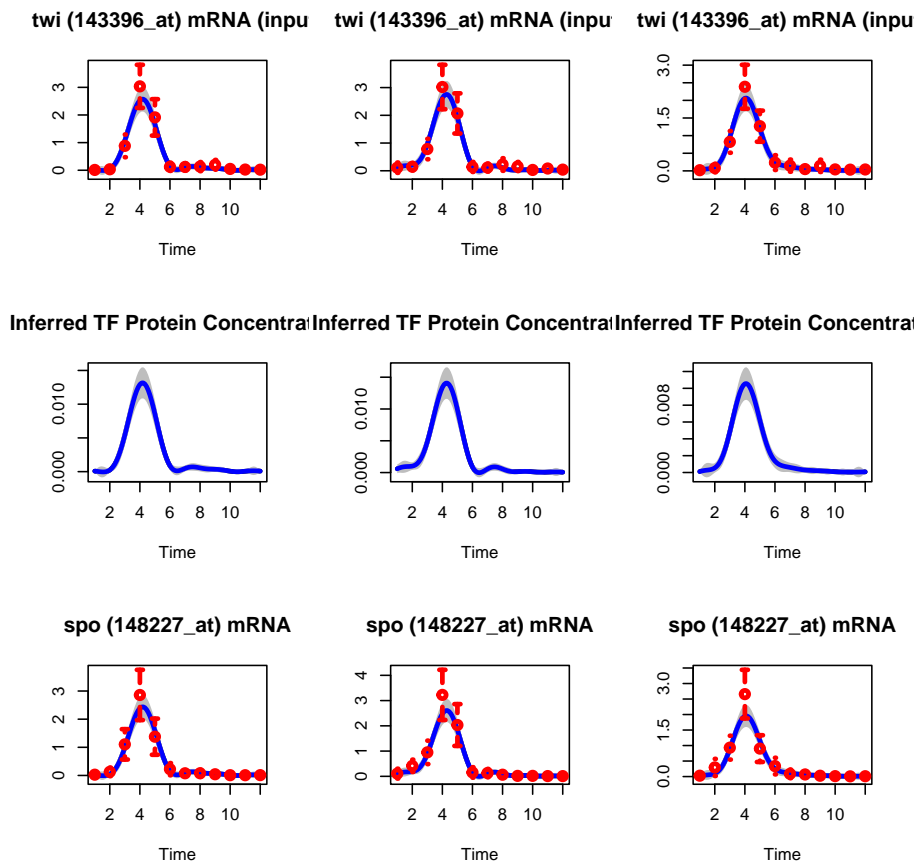 twi (143396_at) mRNA (inpu twi (143396_at) mRNA (inpu twi (143396_at) mRNA (inpu
3 3 3.0
2 2
1 1 1.5
0 0 0.0
2 4 6 8 10 2 4 6 8 10 2 4 6 8 10
Time Time Time
Inferred TF Protein Concentrat Inferred TF Protein Concentrat Inferred TF Protein Concentrat
0.010 0.010 0.008
0.000 0.000 0.000
2 4 6 8 10 2 4 6 8 10 2 4 6 8 10
Time Time Time
spo (148227_at) mRNA spo (148227_at) mRNA spo (148227_at) mRNA
4
3 3 3.0
2 2
1 1 1.5
0 0 0.0
2 4 6 8 10 2 4 6 8 10 2 4 6 8 10
Time Time Time